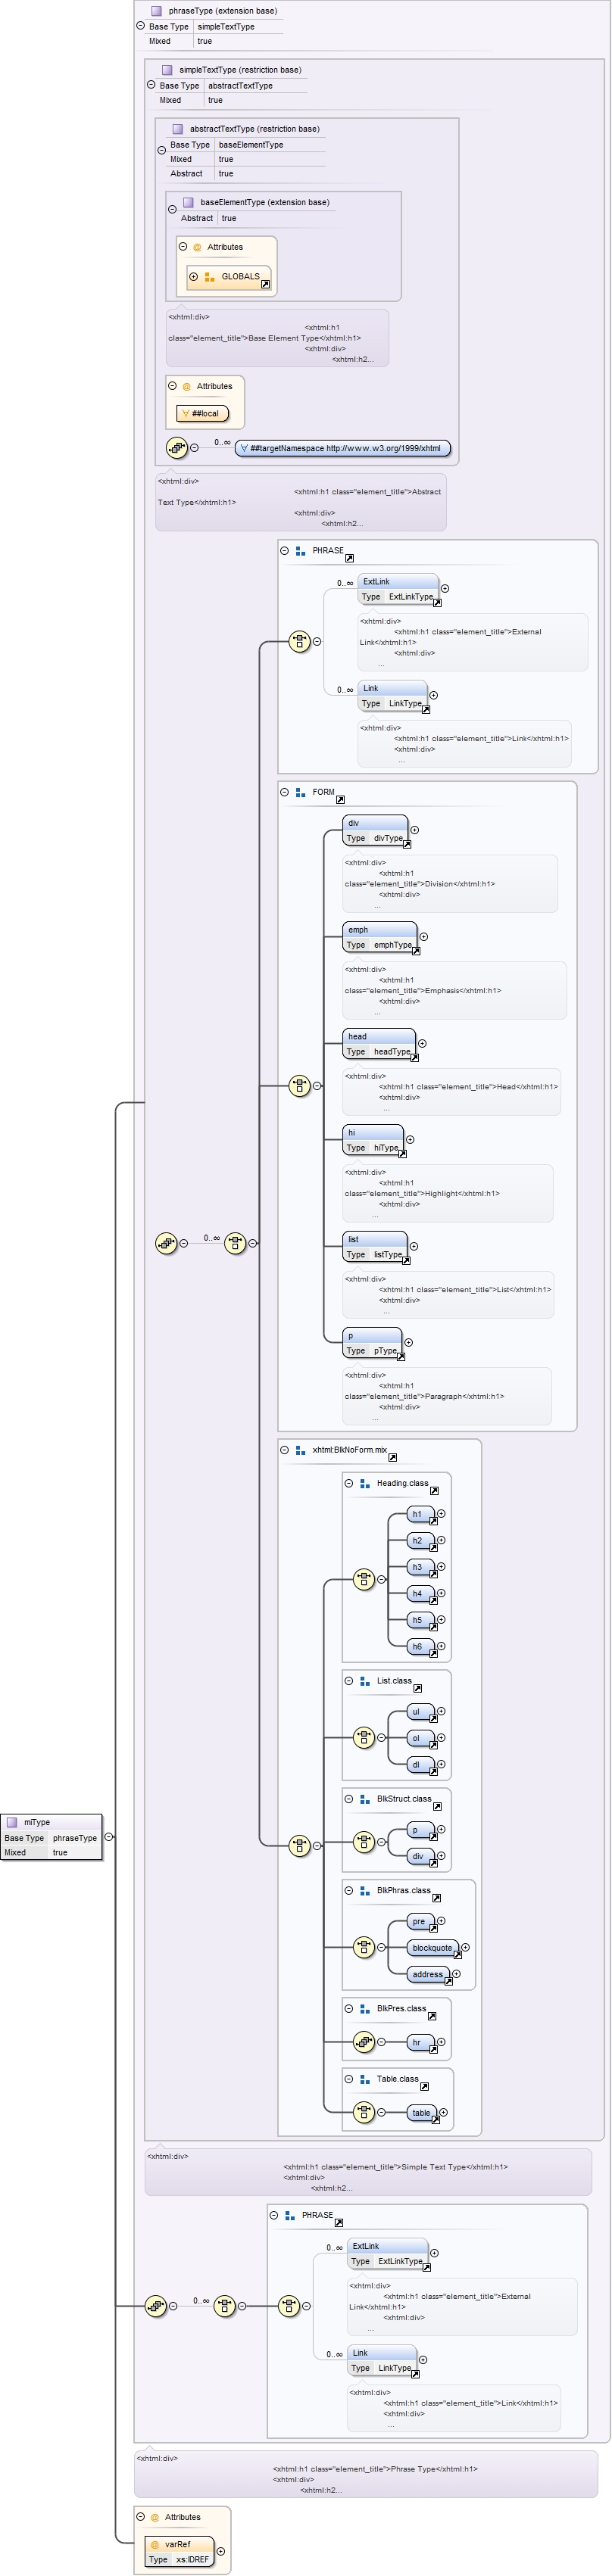 phraseType (extension base)
Base Type simpleTextType
Mixed true
simpleTextType (restriction base)
Base Type abstractTextType
Mixed true
abstractTextType (restriction base)
Base Type baseElementType
Mixed true
Abstract true
baseElementType (extension base)
Abstract true
@ Attributes
GLOBALS
<xhtml:div>
<xhtml:h1
class="element_title">Base Element Type</xhtml:h1>
<xhtml:div>
<xhtml:h2...
@ Attributes
##local
0..∞ ##targetNamespace http://www.w3.org/1999/xhtml
<xhtml:div>
<xhtml:h1 class="element_title">Abstract
Text Type</xhtml:h1>
<xhtml:div>
<xhtml:h2...
PHRASE
0..∞ ExtLink
Type ExtLinkType
<xhtml:div>
<xhtml:h1 class="element_title">External
Link</xhtml:h1>
<xhtml:div>
...
0..∞ Link
Type LinkType
<xhtml:div>
<xhtml:h1 class="element_title">Link</xhtml:h1>
<xhtml:div>
...
FORM
div
Type divType
<xhtml:div>
<xhtml:h1
class="element_title">Division</xhtml:h1>
<xhtml:div>
...
emph
Type emphType
<xhtml:div>
<xhtml:h1
class="element_title">Emphasis</xhtml:h1>
<xhtml:div>
...
head
Type headType
<xhtml:div>
<xhtml:h1 class="element_title">Head</xhtml:h1>
<xhtml:div>
...
hi
Type hiType
<xhtml:div>
<xhtml:h1
class="element_title">Highlight</xhtml:h1>
<xhtml:div>
...
0..∞
list
Type listType
<xhtml:div>
<xhtml:h1 class="element_title">List</xhtml:h1>
<xhtml:div>
...
p
Type pType
<xhtml:div>
<xhtml:h1
class="element_title">Paragraph</xhtml:h1>
<xhtml:div>
...
xhtml:BlkNoForm.mix
Heading.class
h1
h2
h3
h4
h5
h6
List.class
ul
ol
dl
BlkStruct.class
p
div
miType
Base Type phraseType
Mixed true
BlkPhras.class
pre
blockquote
address
BlkPres.class
hr
Table.class
table
<xhtml:div>
<xhtml:h1 class="element_title">Simple Text Type</xhtml:h1>
<xhtml:div>
<xhtml:h2...
PHRASE
0..∞ ExtLink
Type ExtLinkType
<xhtml:div>
<xhtml:h1 class="element_title">External
Link</xhtml:h1>
<xhtml:div>
...
0..∞
0..∞ Link
Type LinkType
<xhtml:div>
<xhtml:h1 class="element_title">Link</xhtml:h1>
<xhtml:div>
...
<xhtml:div>
<xhtml:h1 class="element_title">Phrase Type</xhtml:h1>
<xhtml:div>
<xhtml:h2...
@ Attributes
@ varRef
Type xs:IDREF